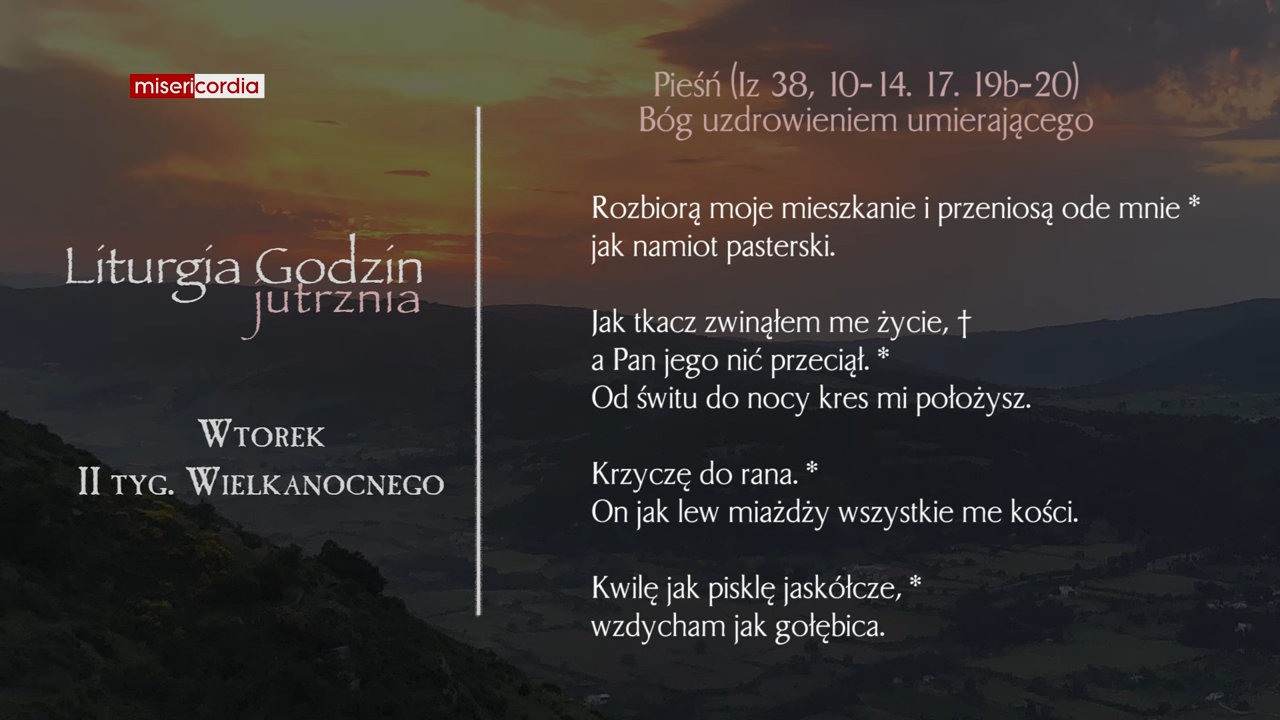 misericordia
Liturgia Godzin
jutrznia
Wtorek
II tyg. Wielkanocnego
Pieśń (Iz 38, 10-14. 17. 19b-20)
Bóg uzdrowieniem umierającego
Rozbiorą moje mieszkanie i przeniosą ode mnie *
jak namiot pasterski.
Jak tkacz zwinąłem me życie, †
a Pan jego nić przeciął. *
Od świtu do nocy kres mi położysz.
Krzyczę do rana. *
On jak lew miażdży wszystkie me kości.
Kwilę jak pisklę jaskółcze, *
wzdycham jak gołębica.